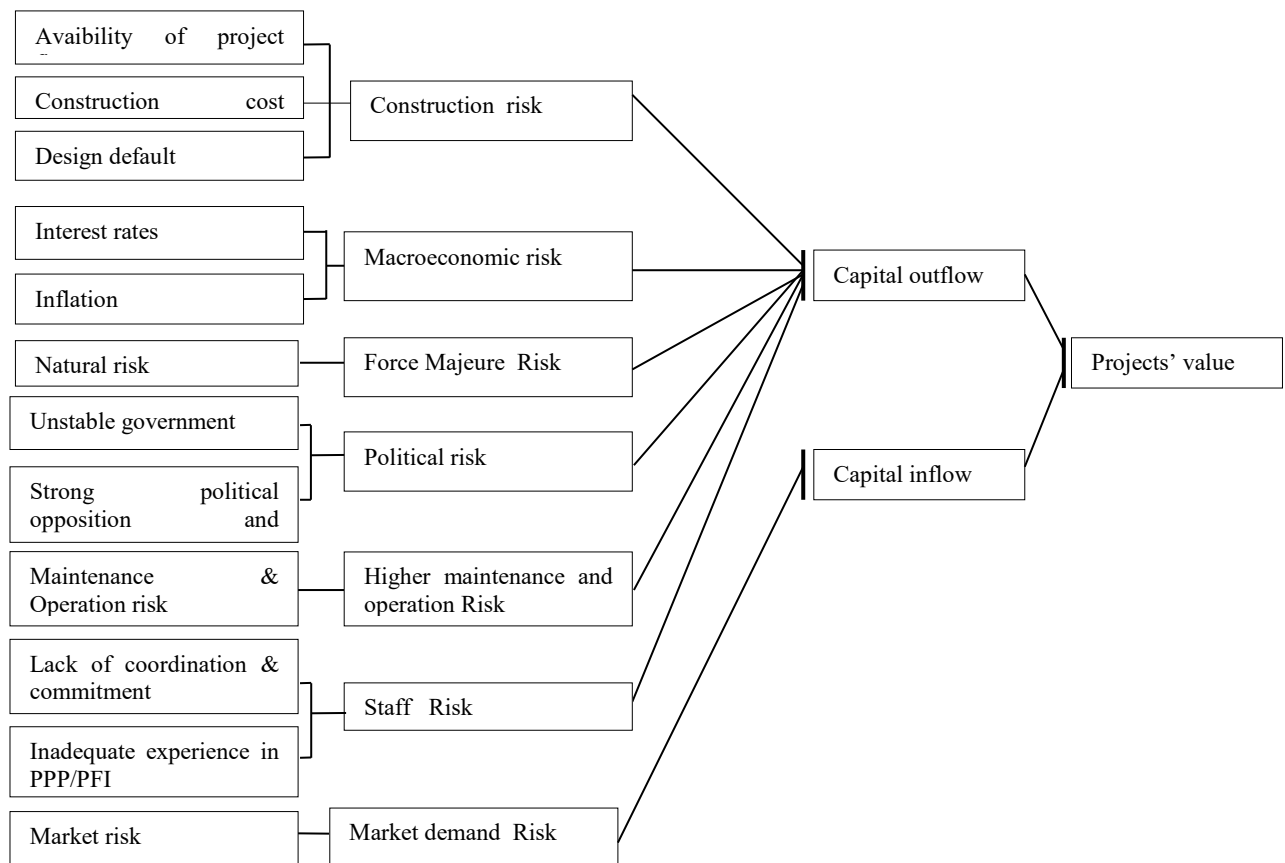 Avaibility of project
Construction cost
Design default
Construction risk
Interest rates
Inflation
Macroeconomic risk
Natural risk
Force Majeure Risk
Unstable government
Strong political
opposition and
Political risk
Maintenance &
Operation risk
Higher maintenance and
operation Risk
Lack of coordination &
commitment
Inadequate experience in
PPP/PFI
Staff Risk
Market risk
Market demand Risk
Capital outflow
Capital inflow
Projects’ value